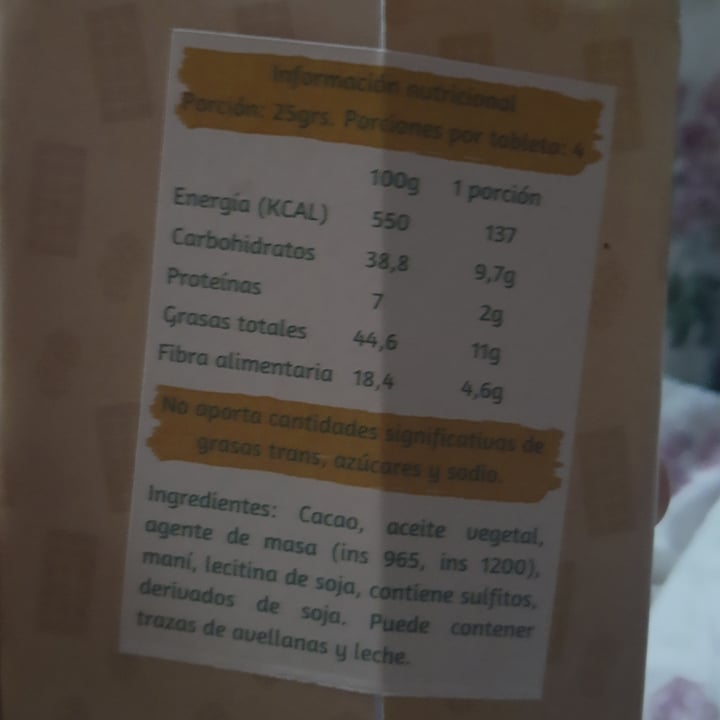 Información nutricional
Porción: 25grs. Porciones por tableta: 4
100g 1 porción
Energía (KCAL) 550 137
Carbohidratos 38,8 9,7g
Proteínas 7 2g
Grasas totales 44,6 11g
Fibra alimentaria 18,4 4,6g
No aporta cantidades significativas de
grasas trans, azúcares y sodio.
Ingredientes: Cacao, aceite vegetal,
agente de masa (ins 965, ins 1200),
maní, lecitina de soja, contiene sulfitos,
derivados de soja. Puede contener
trazas de avellanas y leche.